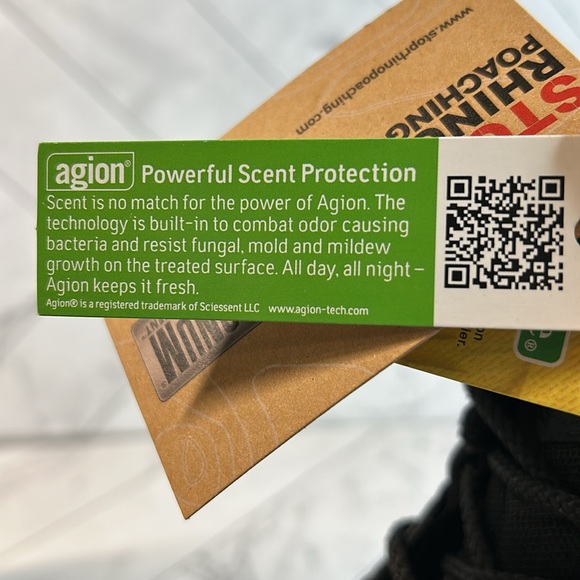 www.stoprhinopoaching.com
STO
RHINO
POACHING
agion® Powerful Scent Protection
Scent is no match for the power of Agion. The
technology is built-in to combat odor causing
bacteria and resist fungal, mold and mildew
growth on the treated surface. All day, all night –
Agion keeps it fresh.
Agion® is a registered trademark of Sciessent LLC www.agion-tech.com